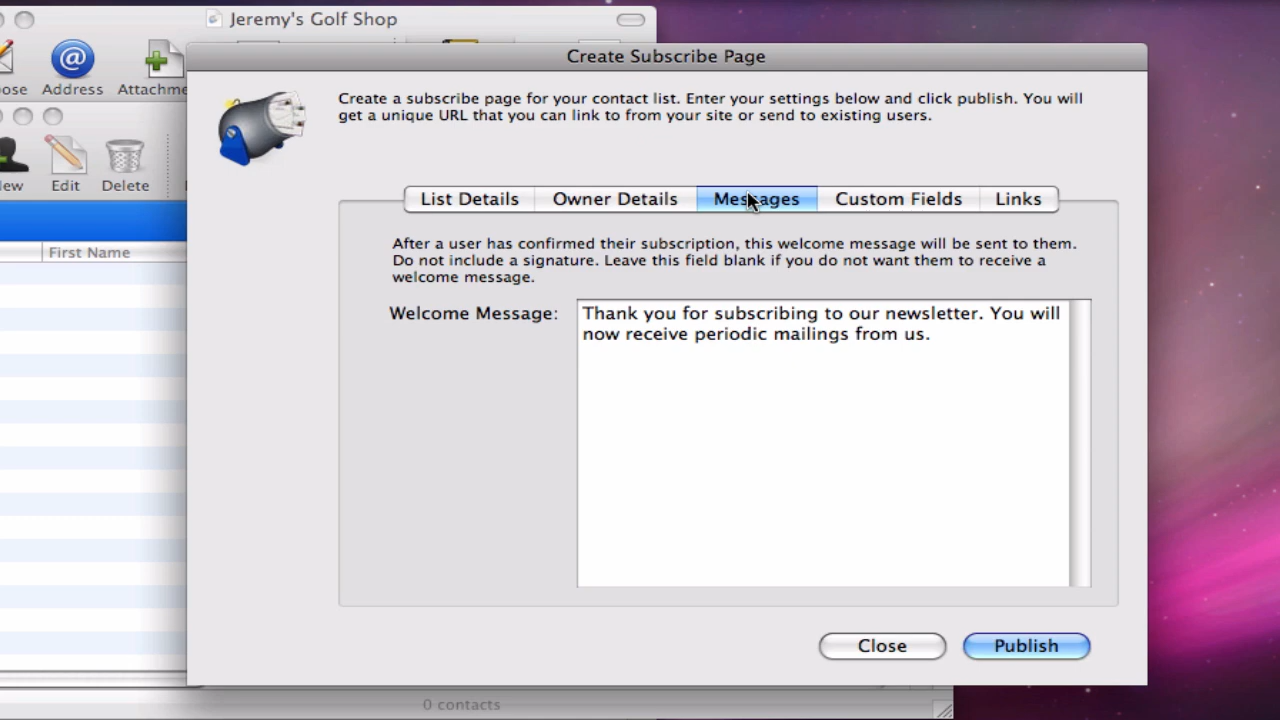 Jeremy's Golf Shop
Address
Create Subscribe Page
Create a subscribe page for your contact list. Enter your settings below and click publish. You will
get a unique URL that you can link to from your site or send to existing users.
Edit
Delete
List Details
Owner Details
Messages
Custom Fields
Links
First Name
After a user has confirmed their subscription, this welcome message will be sent to them.
Do not include a signature. Leave this field blank if you do not want them to receive a
welcome message.
Welcome Message:
Thank you for subscribing to our newsletter. You will
now receive periodic mailings from us.
Close
Publish
0 contacts